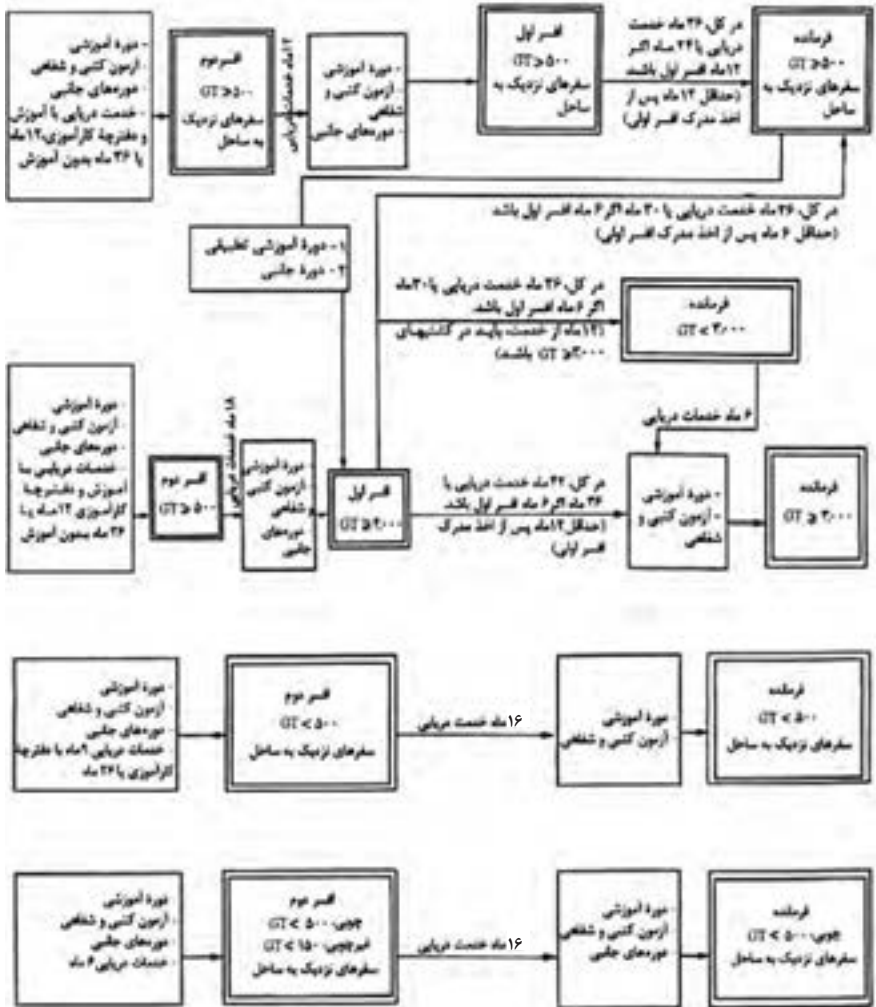 - دورهٔ آموزشی
- آزمون کتبی و شفاهی
- دوره‌های جانبی
- خدمت دریایی با آموزش
و دفترچهٔ کارآموزی، ۱۲ ماه
یا ۳۶ ماه بدون آموزش
افسر دوم
GT ≥ ۵۰۰
سفرهای نزدیک
به ساحل
۱۲ ماه خدمات دریایی
- دورهٔ آموزشی
- آزمون کتبی و
شفاهی
- دوره‌های جانبی
افسر اول
GT ≥ ۵۰۰
سفرهای نزدیک به
ساحل
در کل، ۳۶ ماه خدمت
دریایی یا ۲۴ ماه اگر
۱۲ ماه افسر اول باشد.
(حداقل ۱۲ ماه پس از
اخذ مدرک افسر اولی)
فرمانده
GT ≥ ۵۰۰
سفرهای نزدیک به
ساحل
۱- دورهٔ آموزشی تطبیقی
۲- دورهٔ جانبی
در کل، ۳۶ ماه خدمت دریایی یا ۳۰ ماه اگر ۶ ماه افسر اول باشد
(حداقل ۶ ماه پس از اخذ مدرک افسر اولی)
در کل، ۳۶ ماه خدمت دریایی یا ۳۰ ماه
اگر ۶ ماه افسر اول باشد.
(۱۲ ماه از خدمت، باید در کشتیهای
GT ≥ ۳۰۰۰ باشد)
فرمانده
GT < ۳۰۰۰
۶ ماه خدمات دریایی
- دورهٔ آموزشی
- آزمون کتبی و شفاهی
- دوره‌های جانبی
- خدمات دریایی با
آموزش و دفترچهٔ
کارآموزی ۱۲ ماه یا
۳۶ ماه بدون آموزش
افسر دوم
GT ≥ ۵۰۰
۱۸ ماه خدمات دریایی
- دورهٔ آموزشی
- آزمون کتبی
و شفاهی
- دوره‌های
جانبی
افسر اول
GT ≥ ۳۰۰۰
در کل، ۴۲ ماه خدمت دریایی یا
۳۶ ماه اگر ۶ ماه افسر اول باشد.
(حداقل ۱۲ ماه پس از اخذ مدرک
افسر اولی)
- دورهٔ آموزشی
- آزمون کتبی و
شفاهی
فرمانده
GT ≥ ۳۰۰۰
- دورهٔ آموزشی
- آزمون کتبی و شفاهی
- دوره‌های جانبی
- خدمات دریایی ۹ ماه با دفترچهٔ
کارآموزی یا ۲۴ ماه
افسر دوم
GT < ۵۰۰
سفرهای نزدیک به ساحل
۱۶ ماه خدمت دریایی
- دورهٔ آموزشی
- آزمون کتبی و شفاهی
فرمانده
GT < ۵۰۰
سفرهای نزدیک به ساحل
دورهٔ آموزشی
- آزمون کتبی و شفاهی
- دوره‌های جانبی
- خدمات دریایی ۶ ماه
افسر دوم
چوبی، GT < ۵۰۰
غیرچوبی، GT < ۱۵۰
سفرهای نزدیک به ساحل
۱۶ ماه خدمت دریایی
- دورهٔ آموزشی
- آزمون کتبی و شفاهی
- دوره‌های جانبی
فرمانده
چوبی، GT < ۵۰۰
سفرهای نزدیک به ساحل